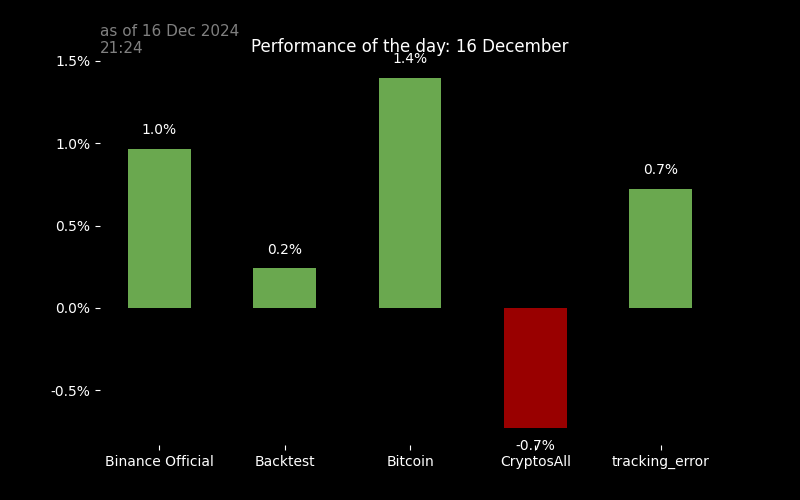 as of 16 Dec 2024
21:24
Performance of the day: 16 December
1.5%
1.0%
0.5%
0.0%
-0.5%
1.0%
0.2%
1.4%
-0.7%
0.7%
Binance Official
Backtest
Bitcoin
CryptosAll
tracking_error